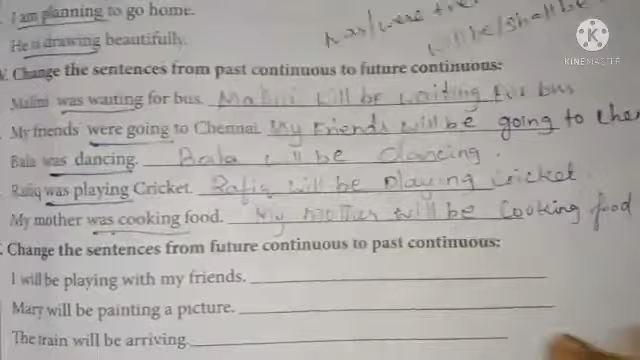 I am planning to go home.
He is drawing beautifully.
was/were +ve
will be/shall be
KINEMASTER
V. Change the sentences from past continuous to future continuous:
Malini was waiting for bus. Malini will be waiting for bus
My friends were going to Chennai. My Friends will be going to Che
Bala was dancing. Bala will be Dancing.
Rafiq was playing Cricket. Rafiq will be playing cricket.
My mother was cooking food. My mother will be Cooking food
Change the sentences from future continuous to past continuous:
I will be playing with my friends.
Mary will be painting a picture.
The train will be arriving.